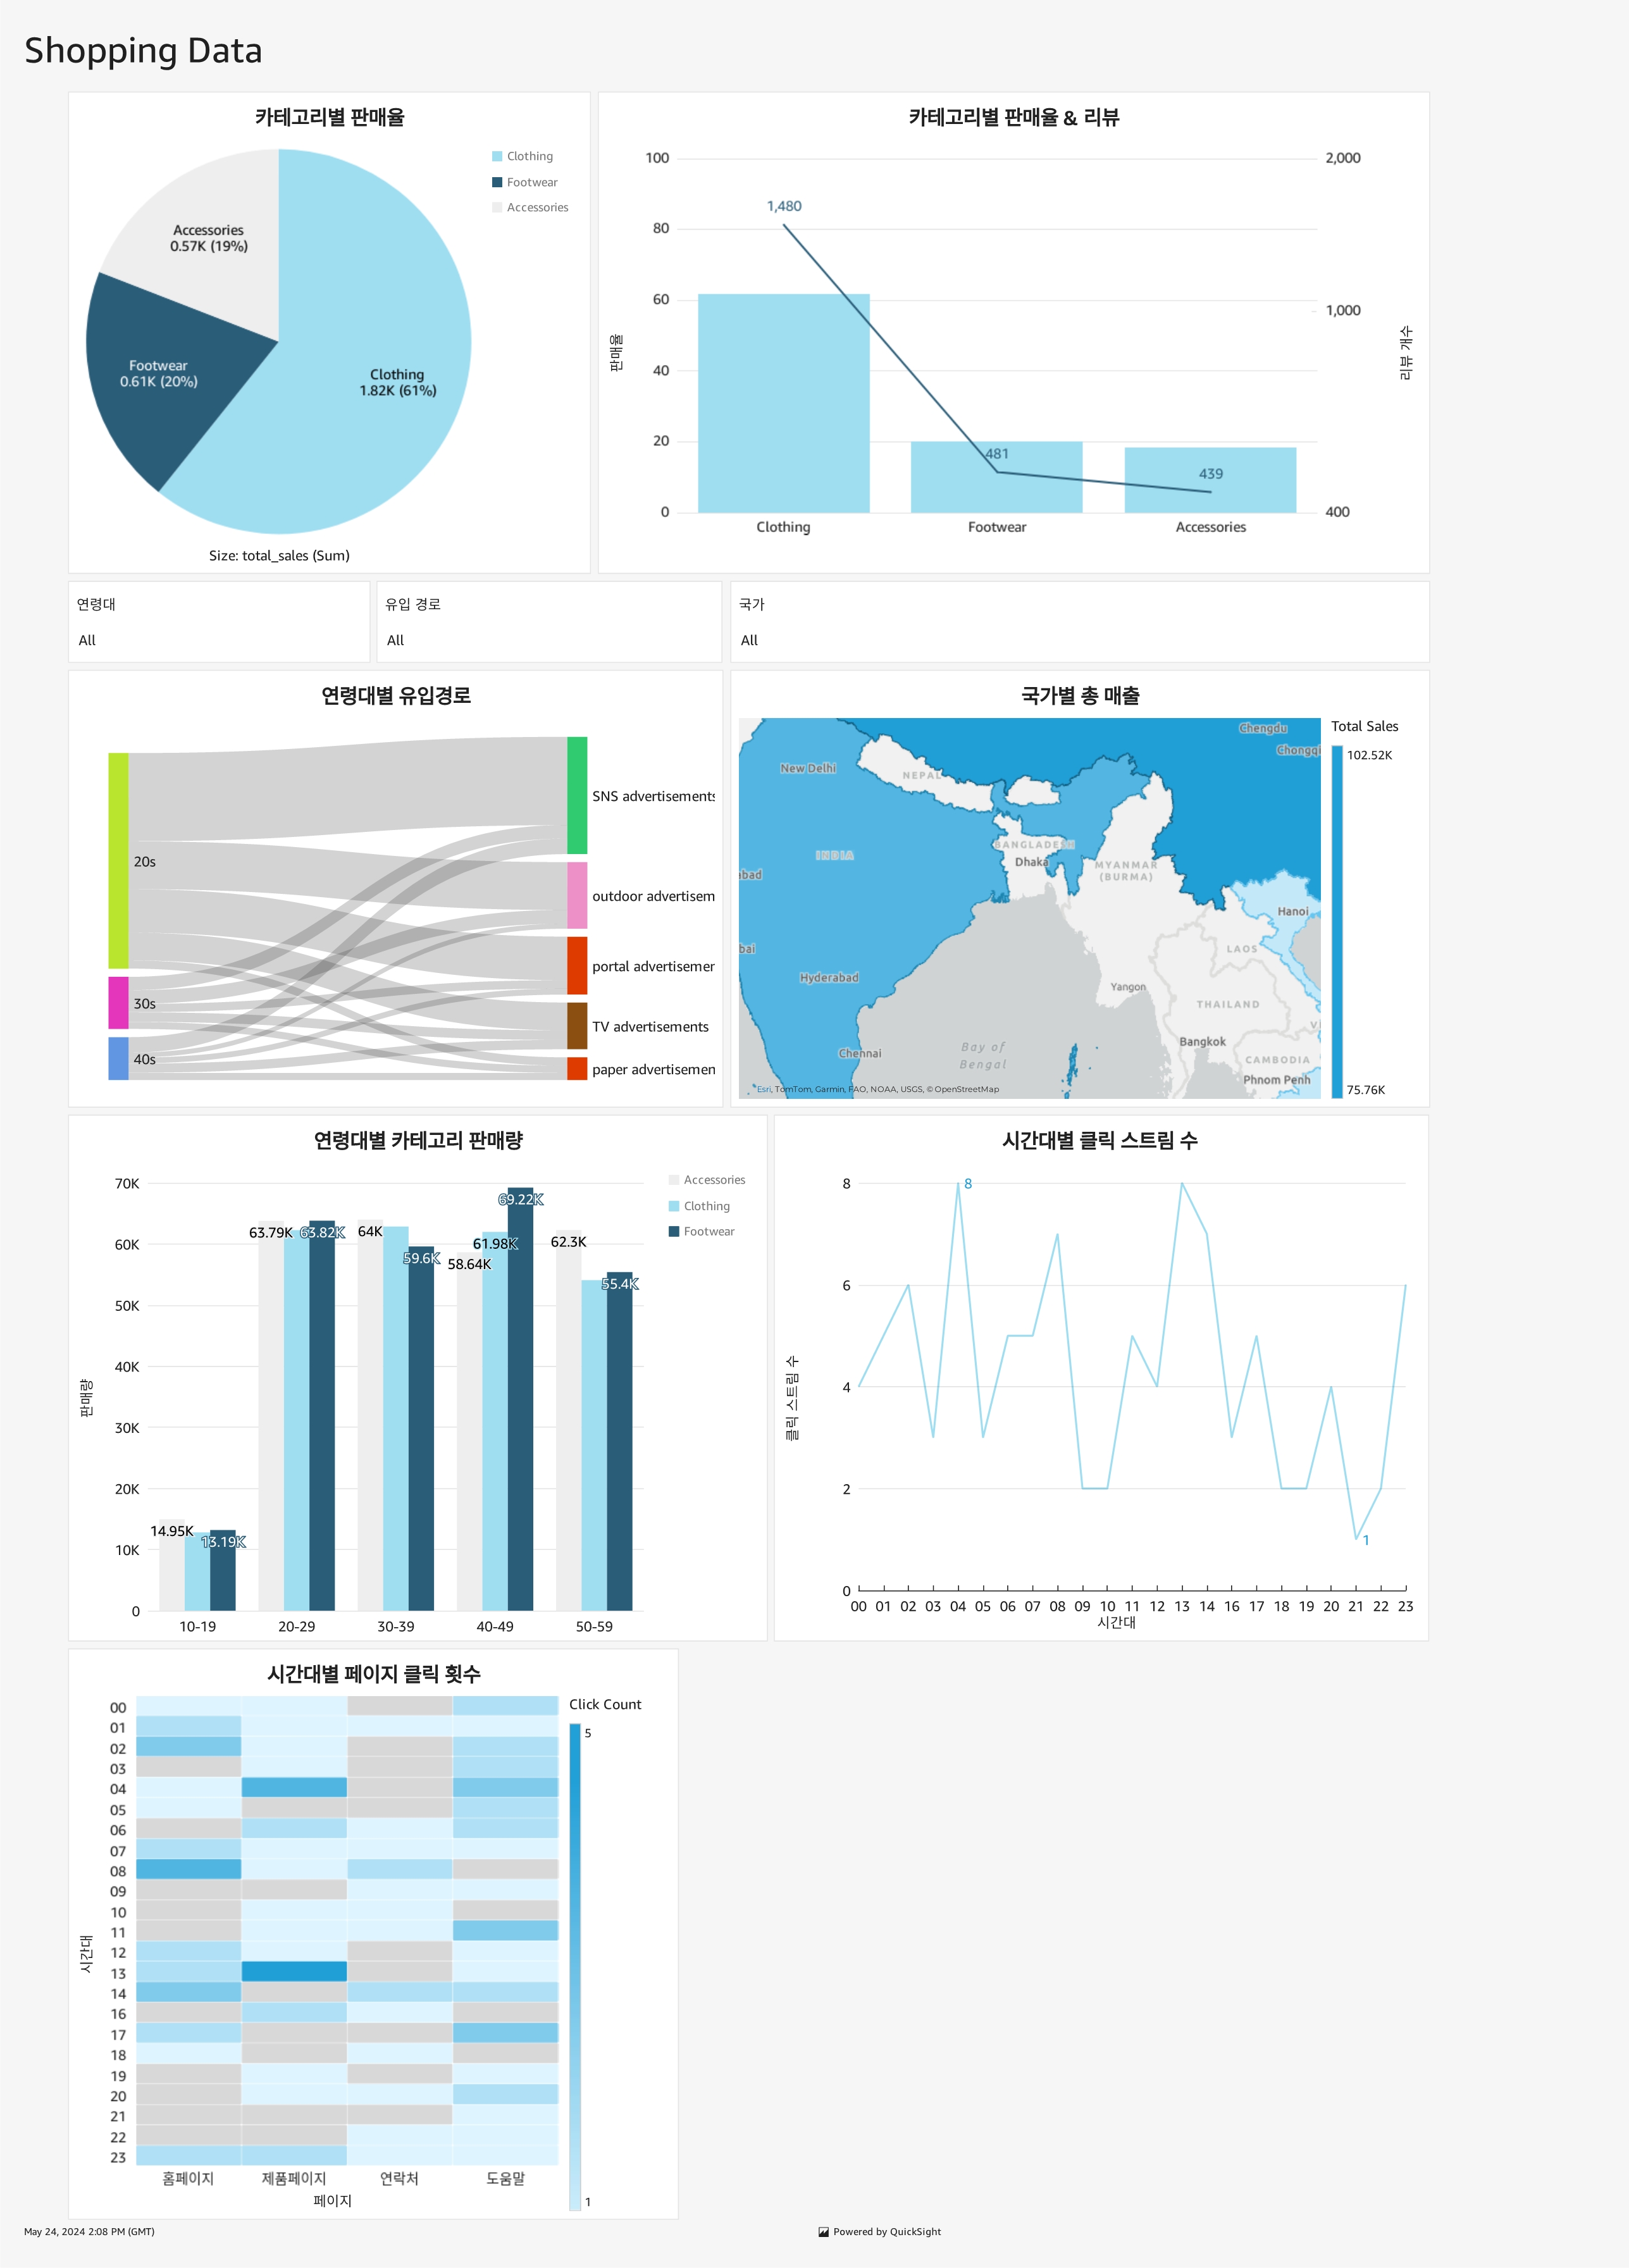 Shopping Data
카테고리별 판매율
Clothing
Footwear
Accessories
Accessories
0.57K (19%)
Footwear
0.61K (20%)
Clothing
1.82K (61%)
Size: total_sales (Sum)
카테고리별 판매율 & 리뷰
100
80
60
40
20
0
판매율
1,480
481
439
2,000
1,000
400
리뷰 개수
Clothing
Footwear
Accessories
연령대
All
유입 경로
All
국가
All
연령대별 유입경로
20s
30s
40s
SNS advertisements
outdoor advertisem
portal advertisemen
TV advertisements
paper advertisemen
국가별 총 매출
Chengdu
Chongqi
New Delhi
NEPAL
INDIA
BANGLADESH
Dhaka
MYANMAR
(BURMA)
abad
Hanoi
bai
LAOS
Hyderabad
Yangon
THAILAND
Bangkok
Chennai
Bay of
Bengal
CAMBODIA
Phnom Penh
Esri, TomTom, Garmin, FAO, NOAA, USGS, © OpenStreetMap
Total Sales
102.52K
75.76K
연령대별 카테고리 판매량
70K
60K
50K
40K
30K
20K
10K
0
판매량
14.95K
13.19K
63.79K
63.82K
64K
59.6K
58.64K
61.98K
69.22K
62.3K
55.4K
10-19
20-29
30-39
40-49
50-59
Accessories
Clothing
Footwear
시간대별 클릭 스트림 수
8
6
4
2
0
클릭 스트림 수
8
1
00 01 02 03 04 05 06 07 08 09 10 11 12 13 14 16 17 18 19 20 21 22 23
시간대
시간대별 페이지 클릭 횟수
00
01
02
03
04
05
06
07
08
09
10
11
12
13
14
16
17
18
19
20
21
22
23
시간대
홈페이지
제품페이지
연락처
도움말
페이지
Click Count
5
1
May 24, 2024 2:08 PM (GMT)
Powered by QuickSight